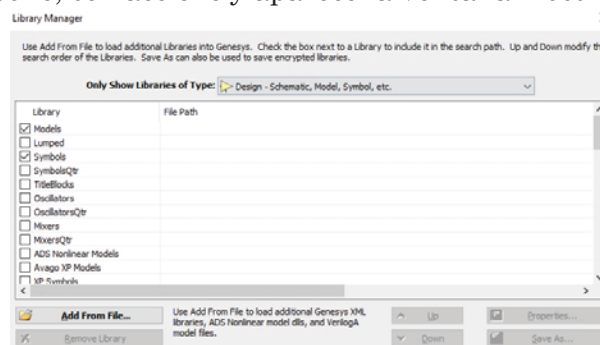 Library Manager
Use Add From File to load additional Libraries into Genesys. Check the box next to a Library to include it in the search path. Up and Down modify th
search order of the Libraries. Save As can also be used to save encrypted libraries.
Only Show Libraries of Type: Design - Schematic, Model, Symbol, etc.
Library File Path
Models
Lumped
Symbols
SymbolsQtr
TitleBlocks
Oscillators
OscillatorsQtr
Mixers
MixersQtr
ADS Nonlinear Models
Avago XP Models
XP Symbols
Add From File... Use Add From File to load additional Genesys XML Up Properties...
libraries, ADS Nonlinear model dlls, and VerilogA
Remove Library model files. Down Save As...